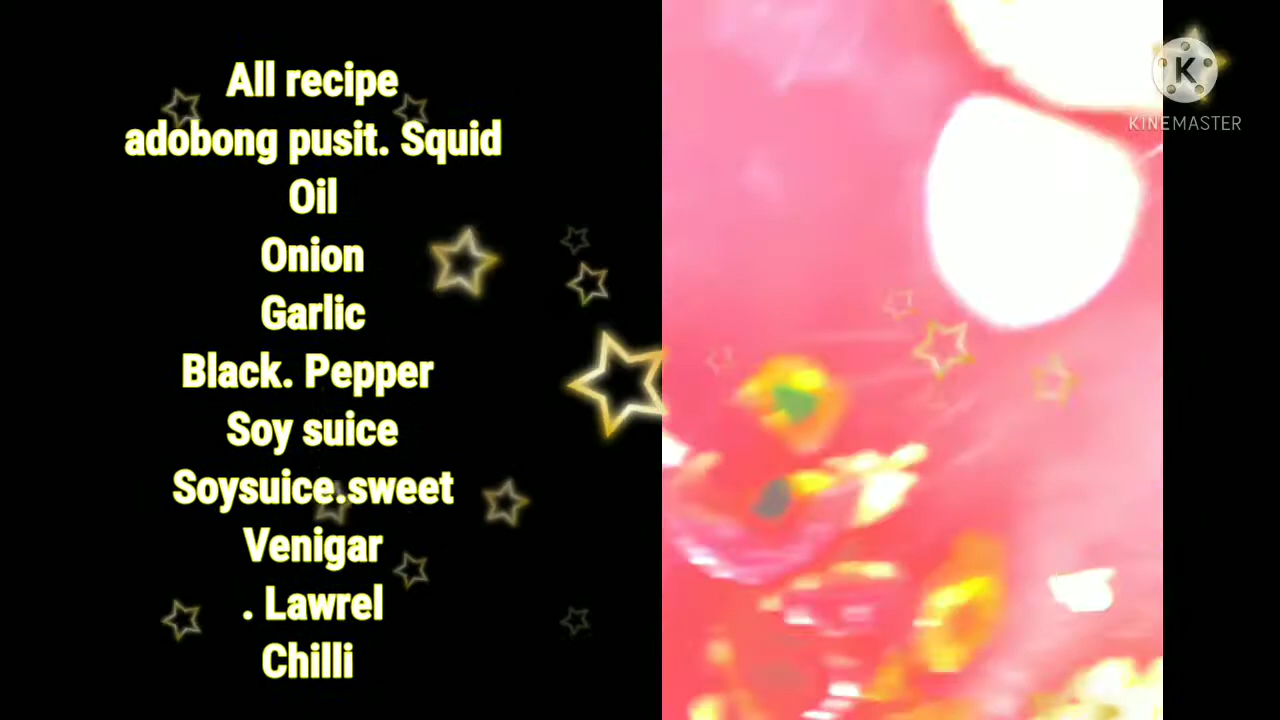 All recipe
adobong pusit. Squid
Oil
Onion
Garlic
Black. Pepper
Soy suice
Soysuice.sweet
Venigar
. Lawrel
Chilli
K
KINEMASTER